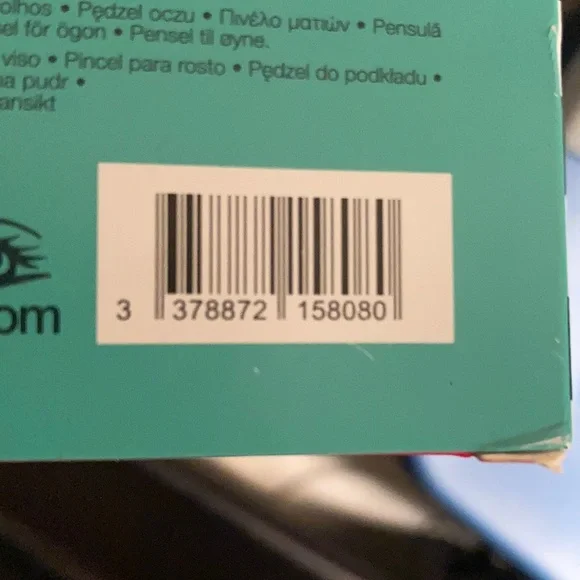 olhos • Pędzel oczu • Πινέλο ματιών • Pensulă
sel för ögon • Pensel til øyne.
viso • Pincel para rosto • Pędzel do podkładu •
na pudr •
ansikt
om
3 378872 158080